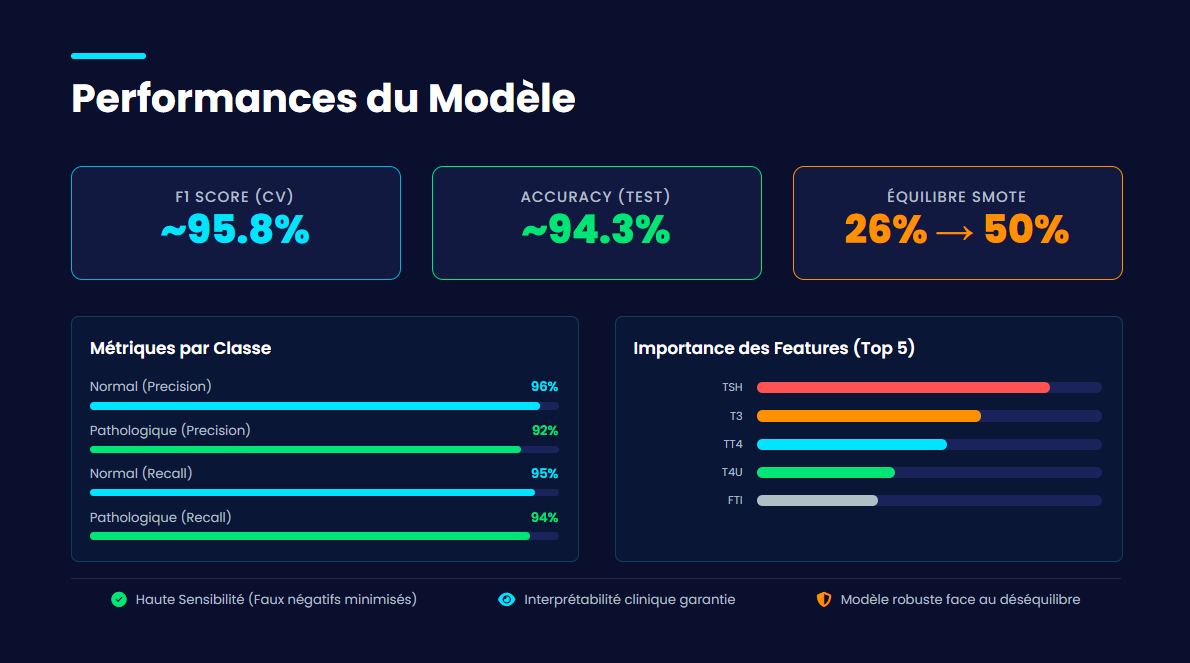 Performances du Modèle
F1 SCORE (CV)
~95.8%
ACCURACY (TEST)
~94.3%
ÉQUILIBRE SMOTE
26% → 50%
Métriques par Classe
Normal (Precision) 96%
Pathologique (Precision) 92%
Normal (Recall) 95%
Pathologique (Recall) 94%
Importance des Features (Top 5)
TSH
T3
TT4
T4U
FTI
Haute Sensibilité (Faux négatifs minimisés)
Interprétabilité clinique garantie
Modèle robuste face au déséquilibre